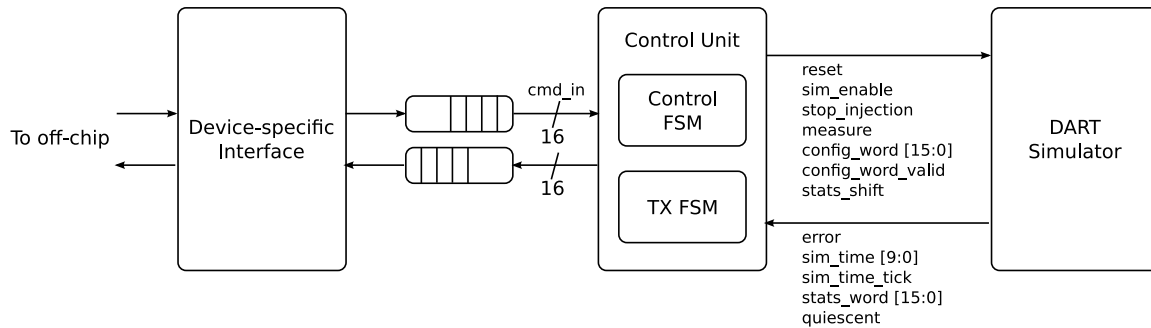 To off-chip
Device-specific
Interface
cmd_in
16
16
Control Unit
Control
FSM
TX FSM
reset
sim_enable
stop_injection
measure
config_word [15:0]
config_word_valid
stats_shift
error
sim_time [9:0]
sim_time_tick
stats_word [15:0]
quiescent
DART
Simulator